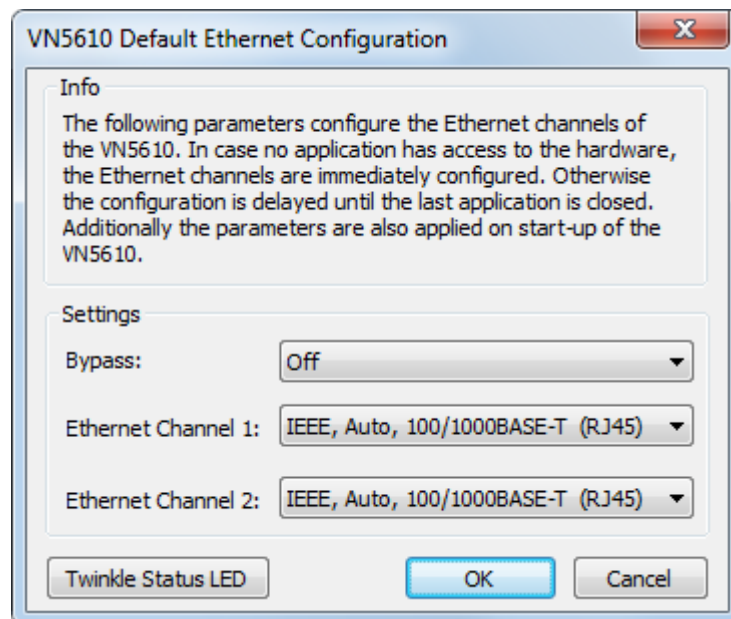 VN5610 Default Ethernet Configuration
Info
The following parameters configure the Ethernet channels of
the VN5610. In case no application has access to the hardware,
the Ethernet channels are immediately configured. Otherwise
the configuration is delayed until the last application is closed.
Additionally the parameters are also applied on start-up of the
VN5610.
Settings
Bypass: Off
Ethernet Channel 1: IEEE, Auto, 100/1000BASE-T (RJ45)
Ethernet Channel 2: IEEE, Auto, 100/1000BASE-T (RJ45)
Twinkle Status LED OK Cancel